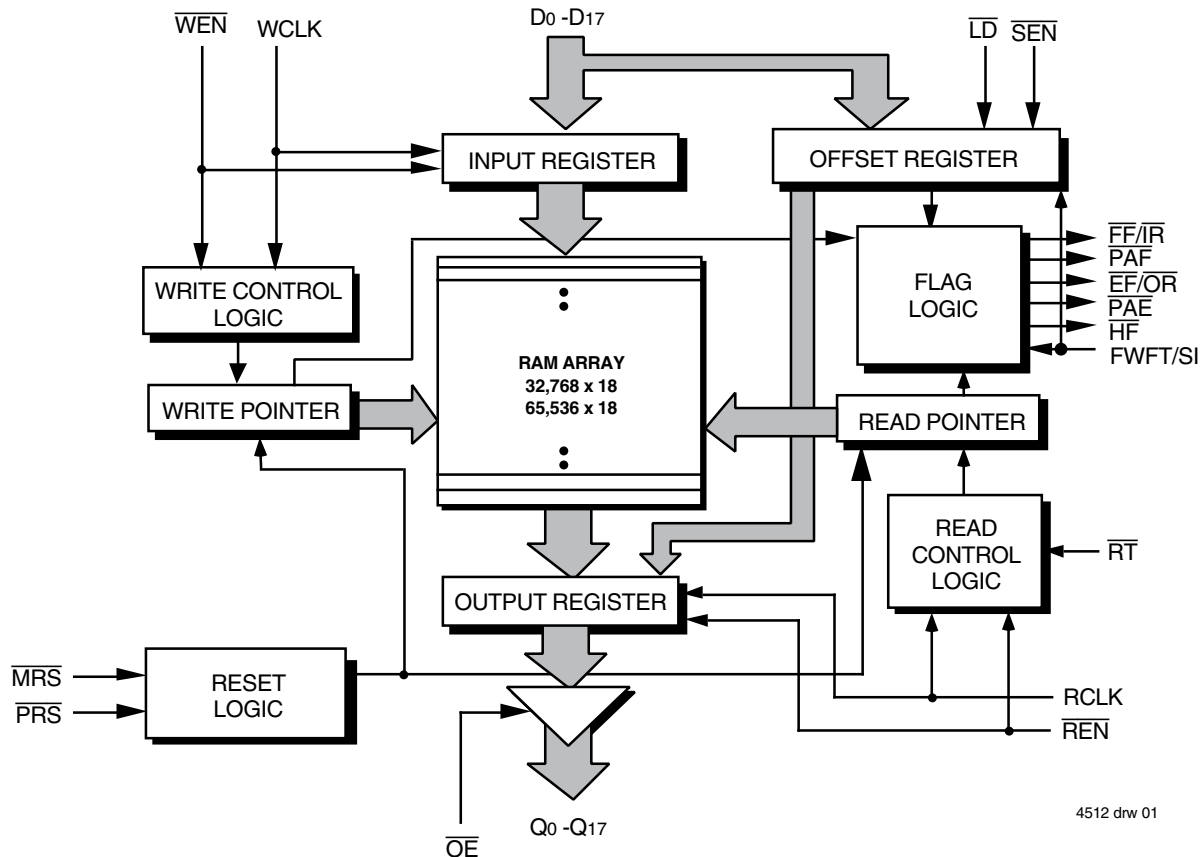 WEN WCLK D0 -D17 LD SEN
INPUT REGISTER OFFSET REGISTER
FF/IR
PAF
EF/OR
PAE
HF
FWFT/SI
WRITE CONTROL
LOGIC
FLAG
LOGIC
RAM ARRAY
32,768 x 18
65,536 x 18
WRITE POINTER READ POINTER
READ
CONTROL
LOGIC
RT
OUTPUT REGISTER
MRS
PRS
RESET
LOGIC
RCLK
REN
OE
Q0 -Q17
4512 drw 01